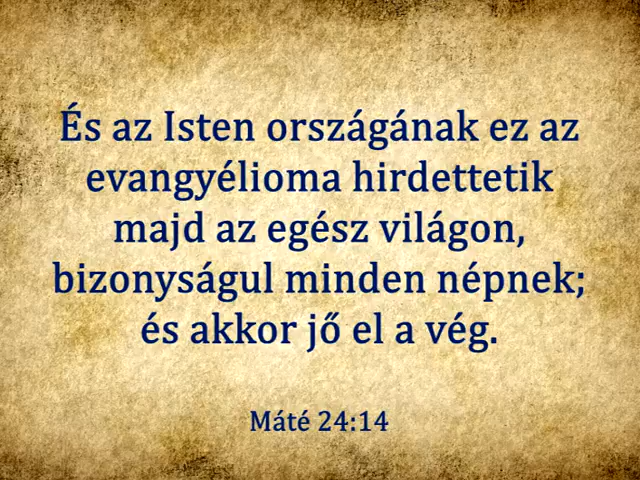 És az Isten országának ez az
evangyélioma hirdettetik
majd az egész világon,
bizonyságul minden népnek;
és akkor jő el a vég.
Máté 24:14